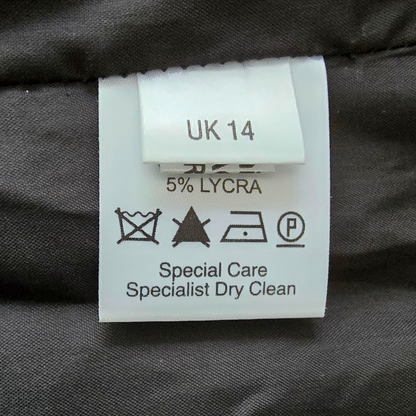 UK 14
5% LYCRA
P
Special Care
Specialist Dry Clean